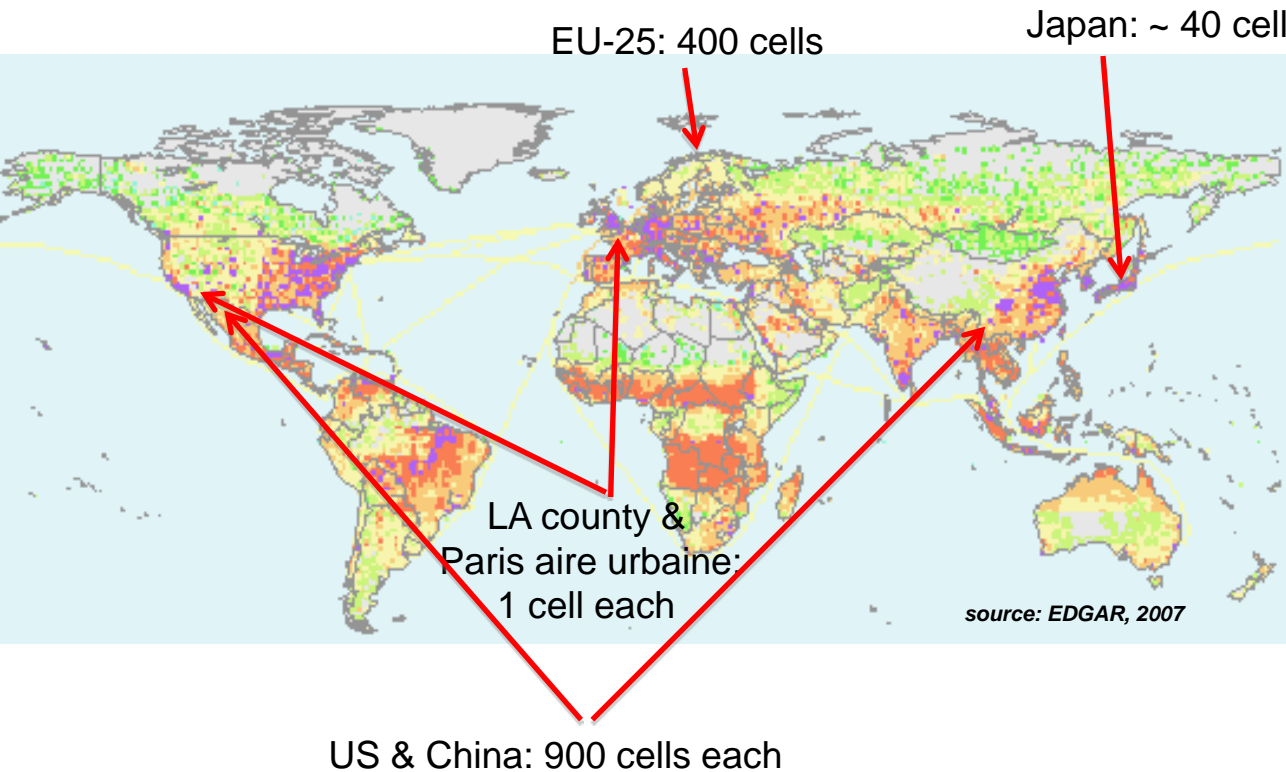 EU-25: 400 cells
Japan: ~ 40 cell
LA county &
Paris aire urbaine:
1 cell each
source: EDGAR, 2007
US & China: 900 cells each